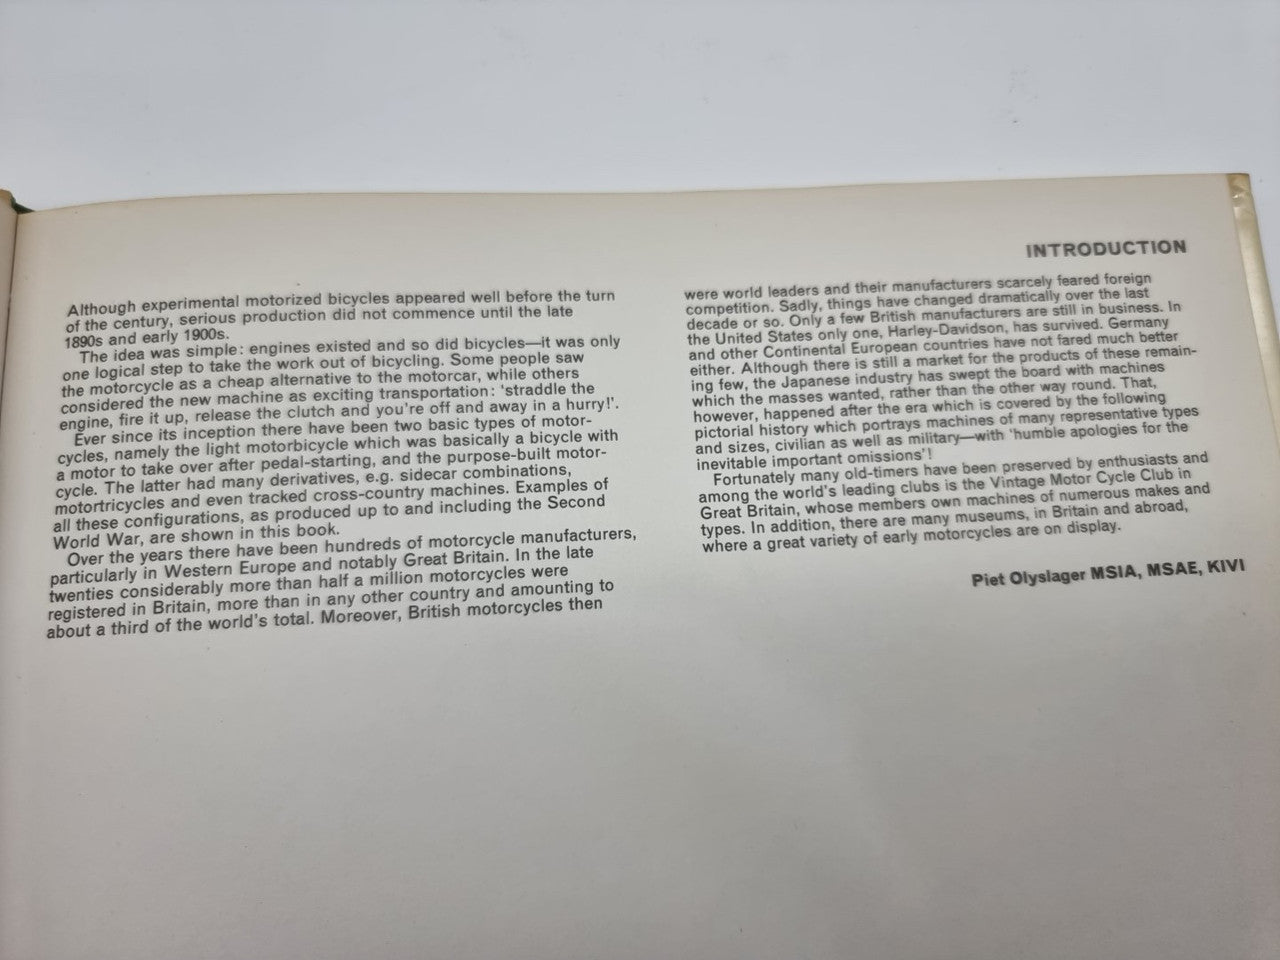 INTRODUCTION
Although experimental motorized bicycles appeared well before the turn
of the century, serious production did not commence until the late
1890s and early 1900s.
The idea was simple: engines existed and so did bicycles—it was only
one logical step to take the work out of bicycling. Some people saw
the motorcycle as a cheap alternative to the motorcar, while others
considered the new machine as exciting transportation: 'straddle the
engine, fire it up, release the clutch and you're off and away in a hurry!'.
Ever since its inception there have been two basic types of motor-
cycles, namely the light motorbicycle which was basically a bicycle with
a motor to take over after pedal-starting, and the purpose-built motor-
cycle. The latter had many derivatives, e.g. sidecar combinations,
motortricycles and even tracked cross-country machines. Examples of
all these configurations, as produced up to and including the Second
World War, are shown in this book.
Over the years there have been hundreds of motorcycle manufacturers,
particularly in Western Europe and notably Great Britain. In the late
twenties considerably more than half a million motorcycles were
registered in Britain, more than in any other country and amounting to
about a third of the world's total. Moreover, British motorcycles then
were world leaders and their manufacturers scarcely feared foreign
competition. Sadly, things have changed dramatically over the last
decade or so. Only a few British manufacturers are still in business. In
the United States only one, Harley-Davidson, has survived. Germany
and other Continental European countries have not fared much better
either. Although there is still a market for the products of these remain-
ing few, the Japanese industry has swept the board with machines
which the masses wanted, rather than the other way round. That,
however, happened after the era which is covered by the following
pictorial history which portrays machines of many representative types
and sizes, civilian as well as military—with 'humble apologies for the
inevitable important omissions'!
Fortunately many old-timers have been preserved by enthusiasts and
among the world's leading clubs is the Vintage Motor Cycle Club in
Great Britain, whose members own machines of numerous makes and
types. In addition, there are many museums, in Britain and abroad,
where a great variety of early motorcycles are on display.
Piet Olyslager MSIA, MSAE, KIVI